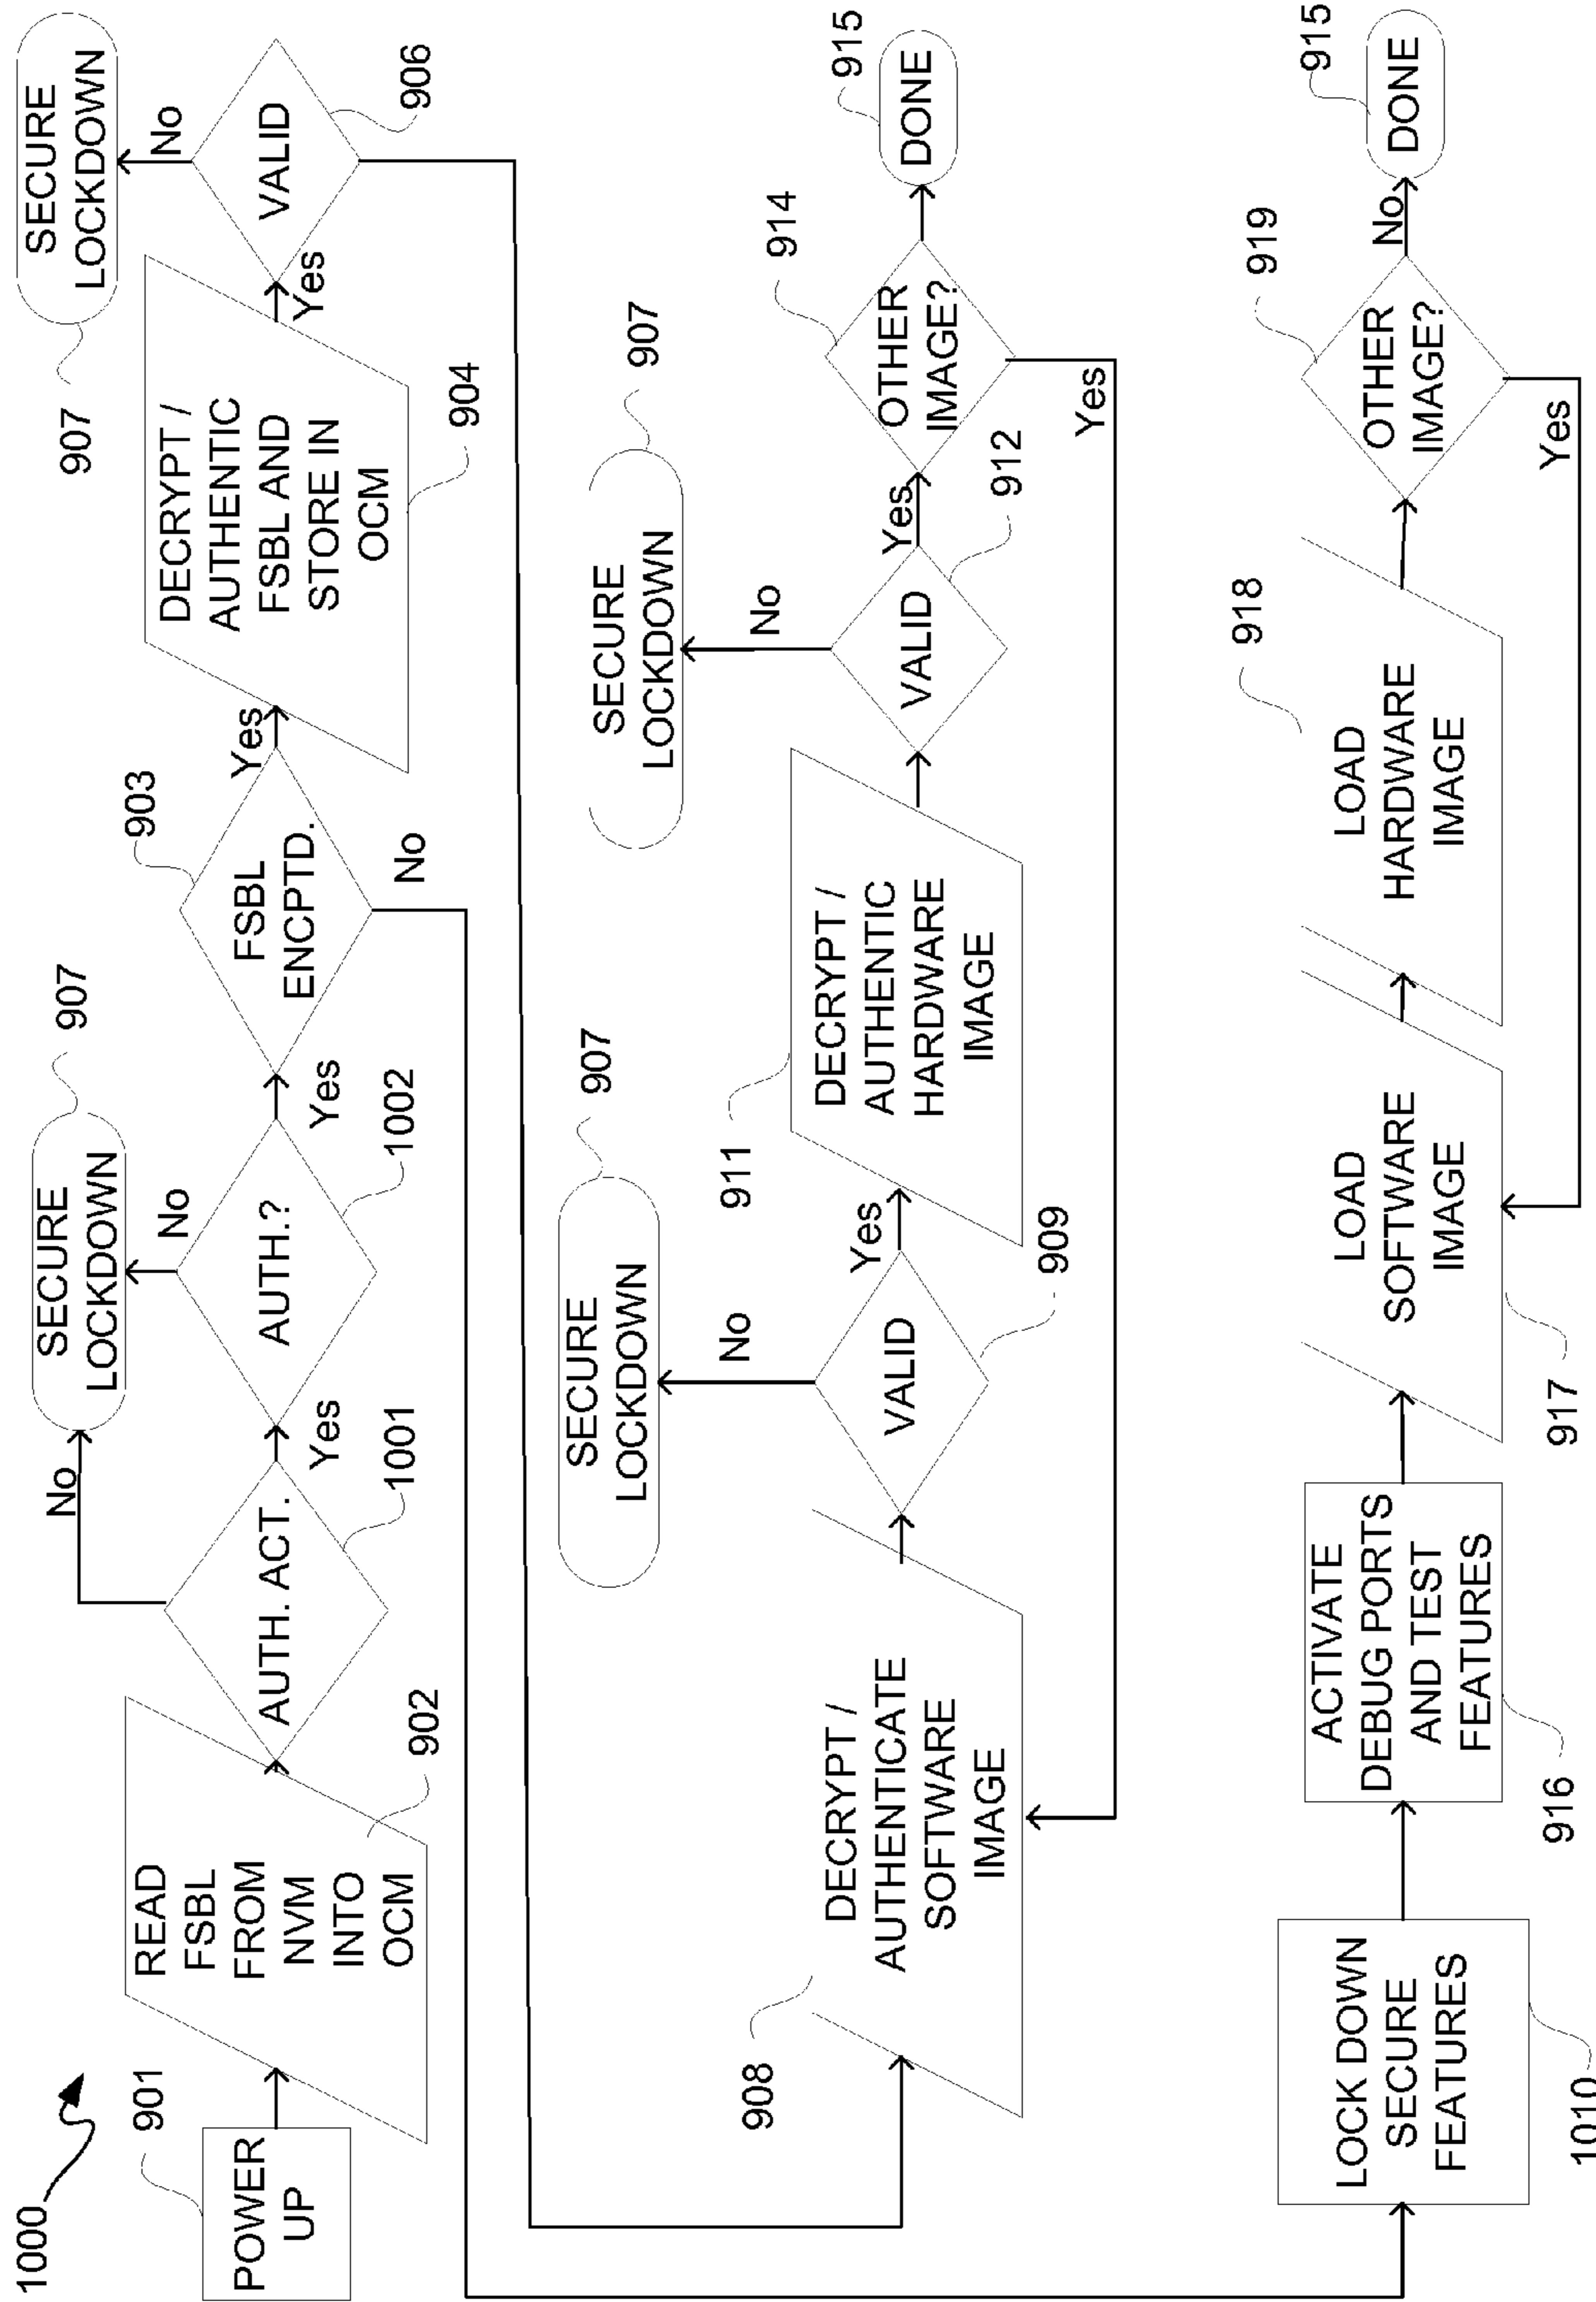 1000
901
POWER
UP
READ
FSBL
FROM
NVM
INTO
OCM
902
AUTH. ACT.
1001
No
Yes
AUTH.?
1002
No
SECURE
LOCKDOWN
907
Yes
FSBL
ENCPTD.
903
Yes
No
DECRYPT /
AUTHENTIC
FSBL AND
STORE IN
OCM
904
Yes
VALID
906
No
SECURE
LOCKDOWN
907
908
DECRYPT /
AUTHENTICATE
SOFTWARE
IMAGE
VALID
909
No
SECURE
LOCKDOWN
907
Yes
911
DECRYPT /
AUTHENTIC
HARDWARE
IMAGE
VALID
912
No
SECURE
LOCKDOWN
907
Yes
OTHER
IMAGE?
914
Yes
DONE
915
LOCK DOWN
SECURE
FEATURES
1010
ACTIVATE
DEBUG PORTS
AND TEST
FEATURES
916
LOAD
SOFTWARE
IMAGE
917
LOAD
HARDWARE
IMAGE
918
OTHER
IMAGE?
919
Yes
No
DONE
915